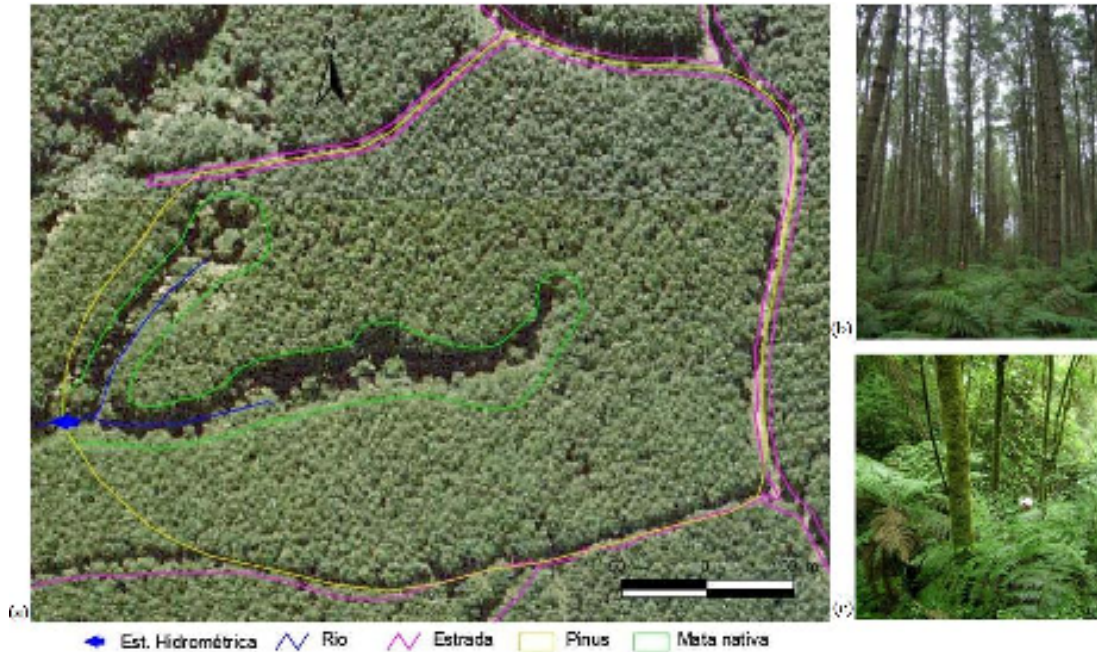 N
(b)
(a)
(c)
Est. Hidrométrica
Rio
Estrada
Pinus
Mata nativa